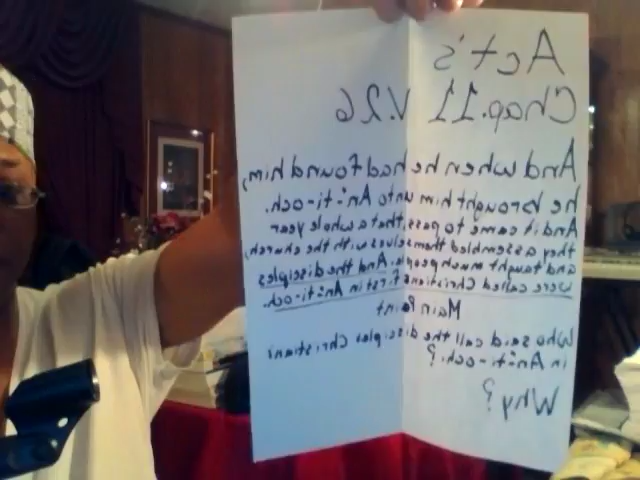 Act's
Chap.11 V.26
And when he had found him,
he brought him unto An-ti-och.
And it came to pass, that a whole year
they assembled themselves with the church,
and taught much people. And the disciples
were called Christians first in An-ti-och.
Main Point
Who said call the disciples Christians
in An-ti-och?
Why?